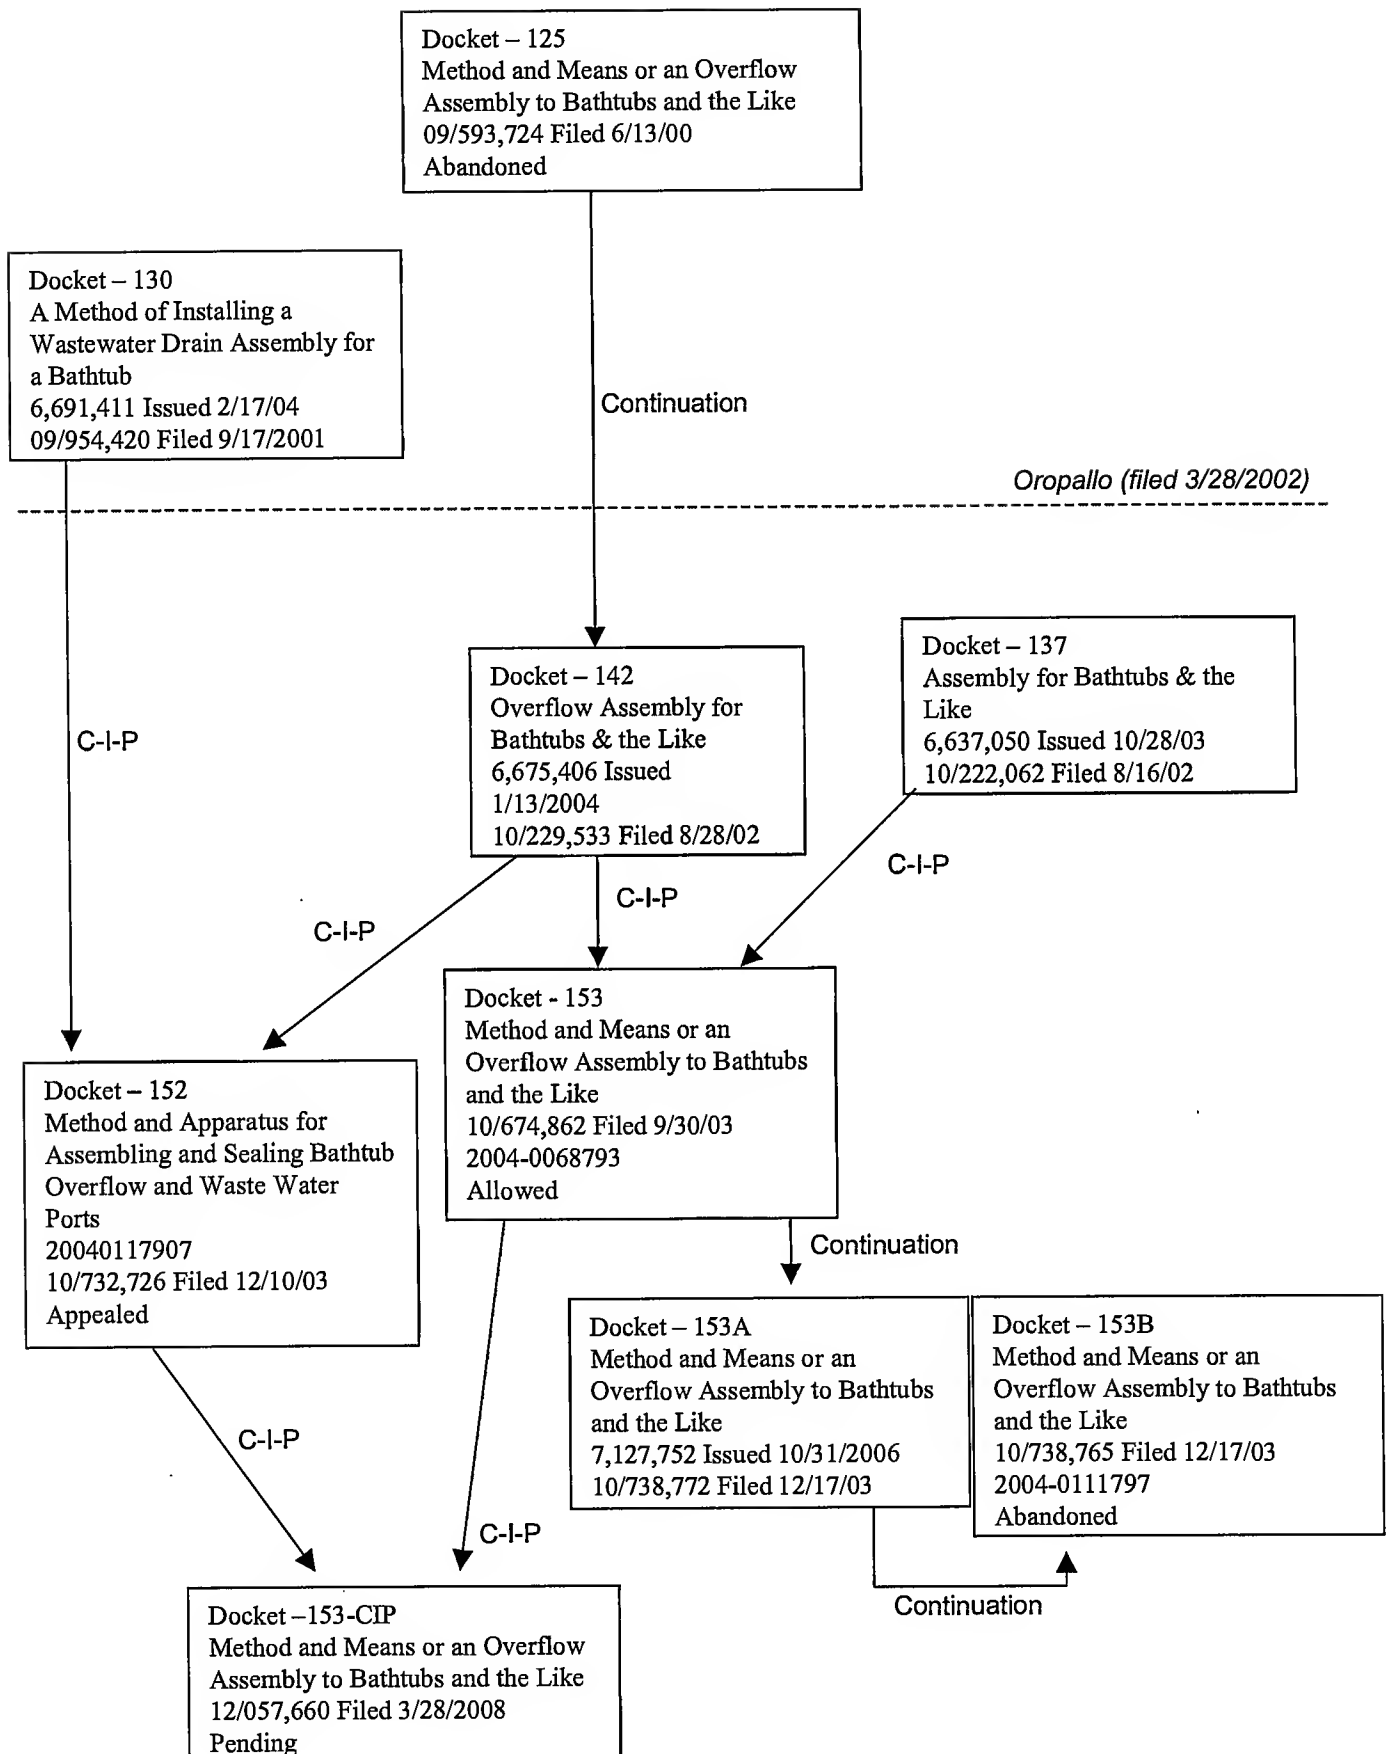 Docket – 125
Method and Means or an Overflow
Assembly to Bathtubs and the Like
09/593,724 Filed 6/13/00
Abandoned
Docket – 130
A Method of Installing a
Wastewater Drain Assembly for
a Bathtub
6,691,411 Issued 2/17/04
09/954,420 Filed 9/17/2001
Continuation
Oropallo (filed 3/28/2002)
C-I-P
Docket – 142
Overflow Assembly for
Bathtubs & the Like
6,675,406 Issued
1/13/2004
10/229,533 Filed 8/28/02
Docket – 137
Assembly for Bathtubs & the
Like
6,637,050 Issued 10/28/03
10/222,062 Filed 8/16/02
C-I-P
C-I-P
C-I-P
Docket - 153
Method and Means or an
Overflow Assembly to Bathtubs
and the Like
10/674,862 Filed 9/30/03
2004-0068793
Allowed
Docket – 152
Method and Apparatus for
Assembling and Sealing Bathtub
Overflow and Waste Water
Ports
20040117907
10/732,726 Filed 12/10/03
Appealed
Continuation
Docket – 153A
Method and Means or an
Overflow Assembly to Bathtubs
and the Like
7,127,752 Issued 10/31/2006
10/738,772 Filed 12/17/03
Docket – 153B
Method and Means or an
Overflow Assembly to Bathtubs
and the Like
10/738,765 Filed 12/17/03
2004-0111797
Abandoned
C-I-P
C-I-P
Continuation
Docket –153-CIP
Method and Means or an Overflow
Assembly to Bathtubs and the Like
12/057,660 Filed 3/28/2008
Pending